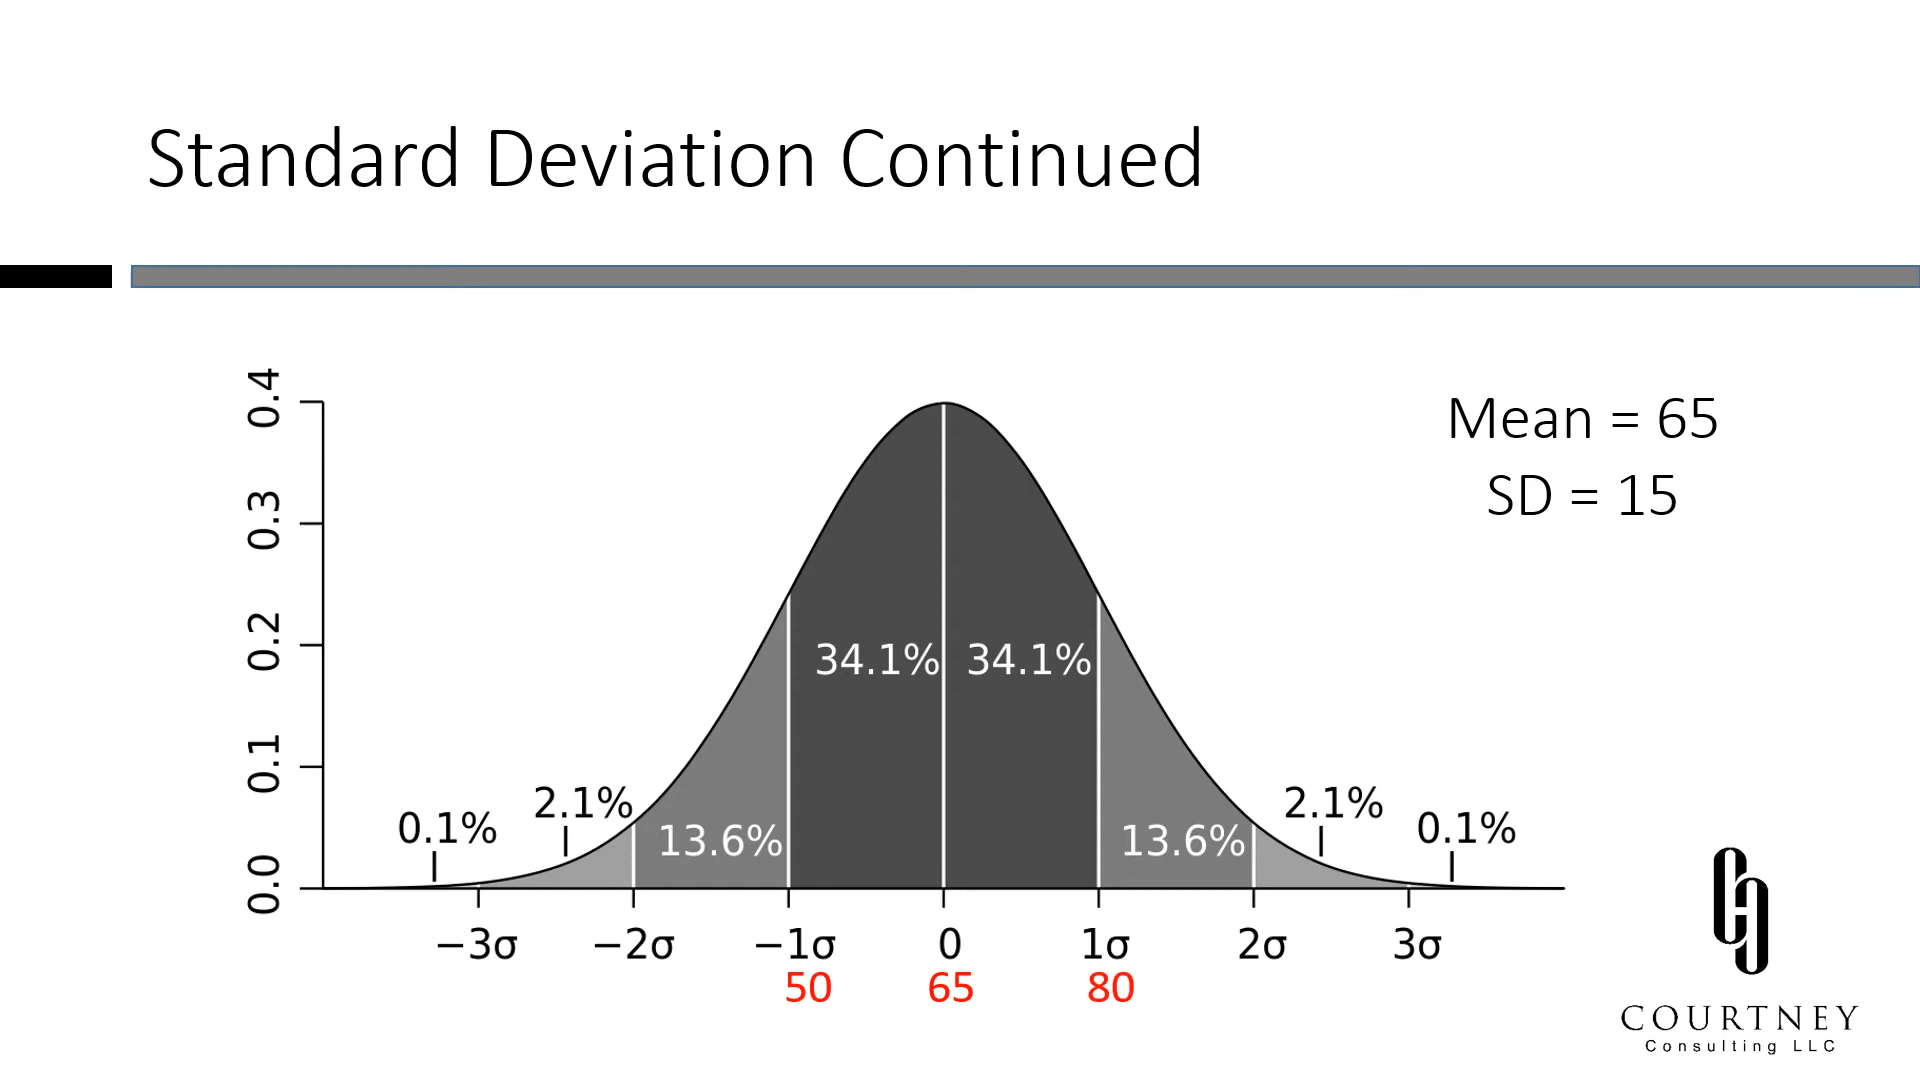 Standard Deviation Continued
Mean = 65
SD = 15
0.4
0.3
0.2
0.1
0.0
34.1% 34.1%
0.1% 2.1% 13.6% 13.6% 2.1% 0.1%
−3σ −2σ −1σ 0 1σ 2σ 3σ
50 65 80
COURTNEY
Consulting LLC